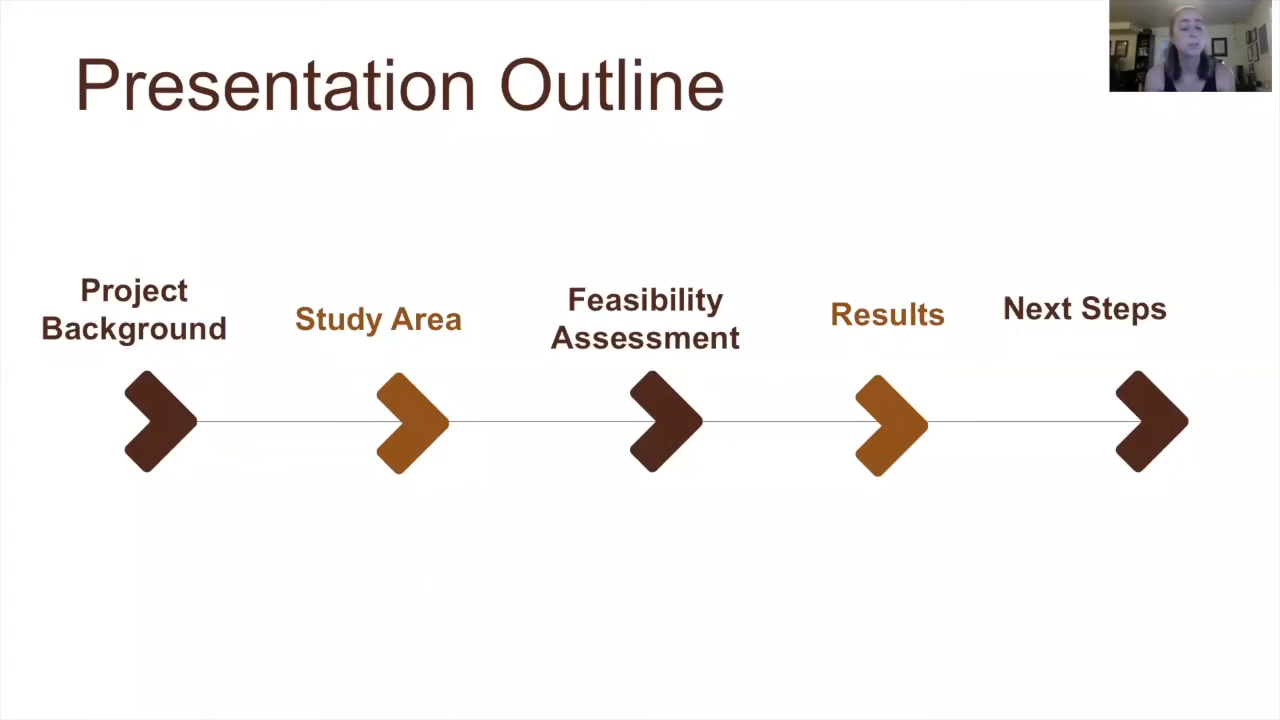 Presentation Outline
Project
Background
Study Area
Feasibility
Assessment
Results
Next Steps